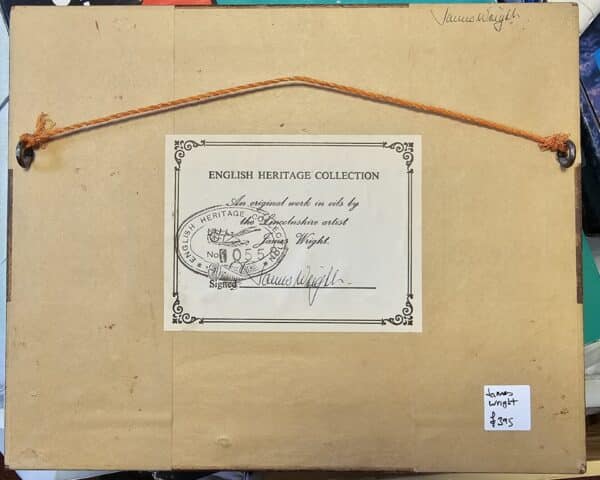 James Wright
ENGLISH HERITAGE COLLECTION
An original work in oils by
the Lincolnshire artist
James Wright.
ENGLISH HERITAGE COLLECTION
No 1055
Signed James Wright
James
Wright
£395